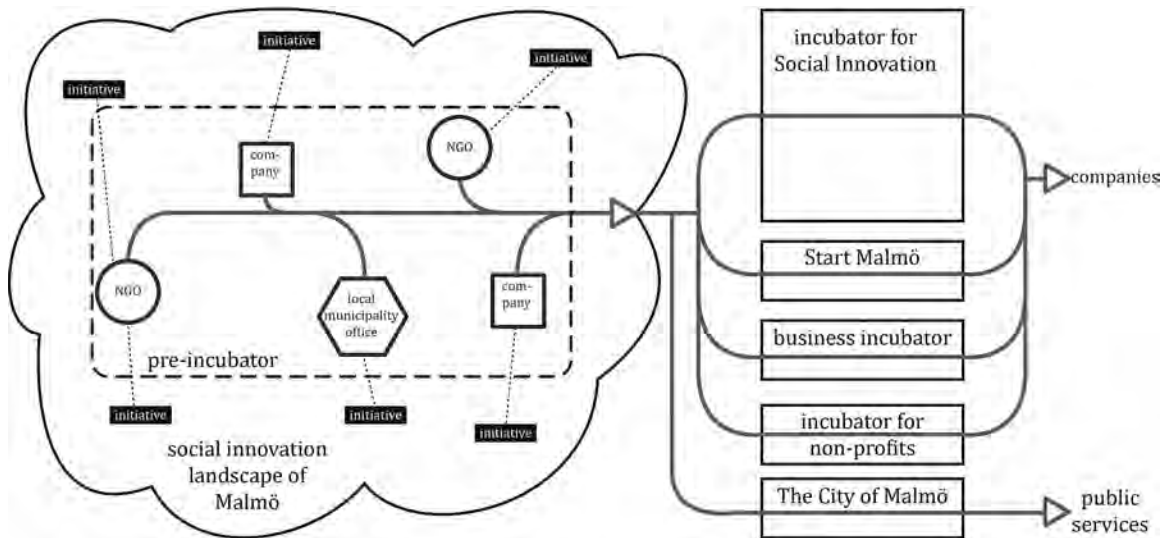 initiative
initiative
initiative
com-
pany
NGO
NGO
local
municipality
office
com-
pany
pre-incubator
initiative
initiative
initiative
social innovation
landscape of
Malmö
incubator for
Social Innovation
Start Malmö
business incubator
incubator for
non-profits
The City of Malmö
companies
public
services